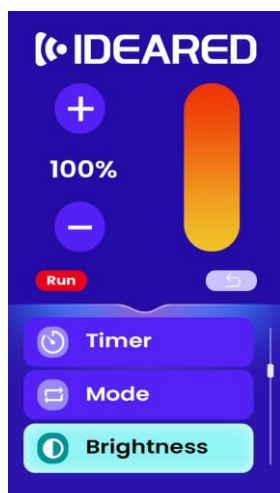 IDEARED
+
100%
−
Run
Timer
Mode
Brightness